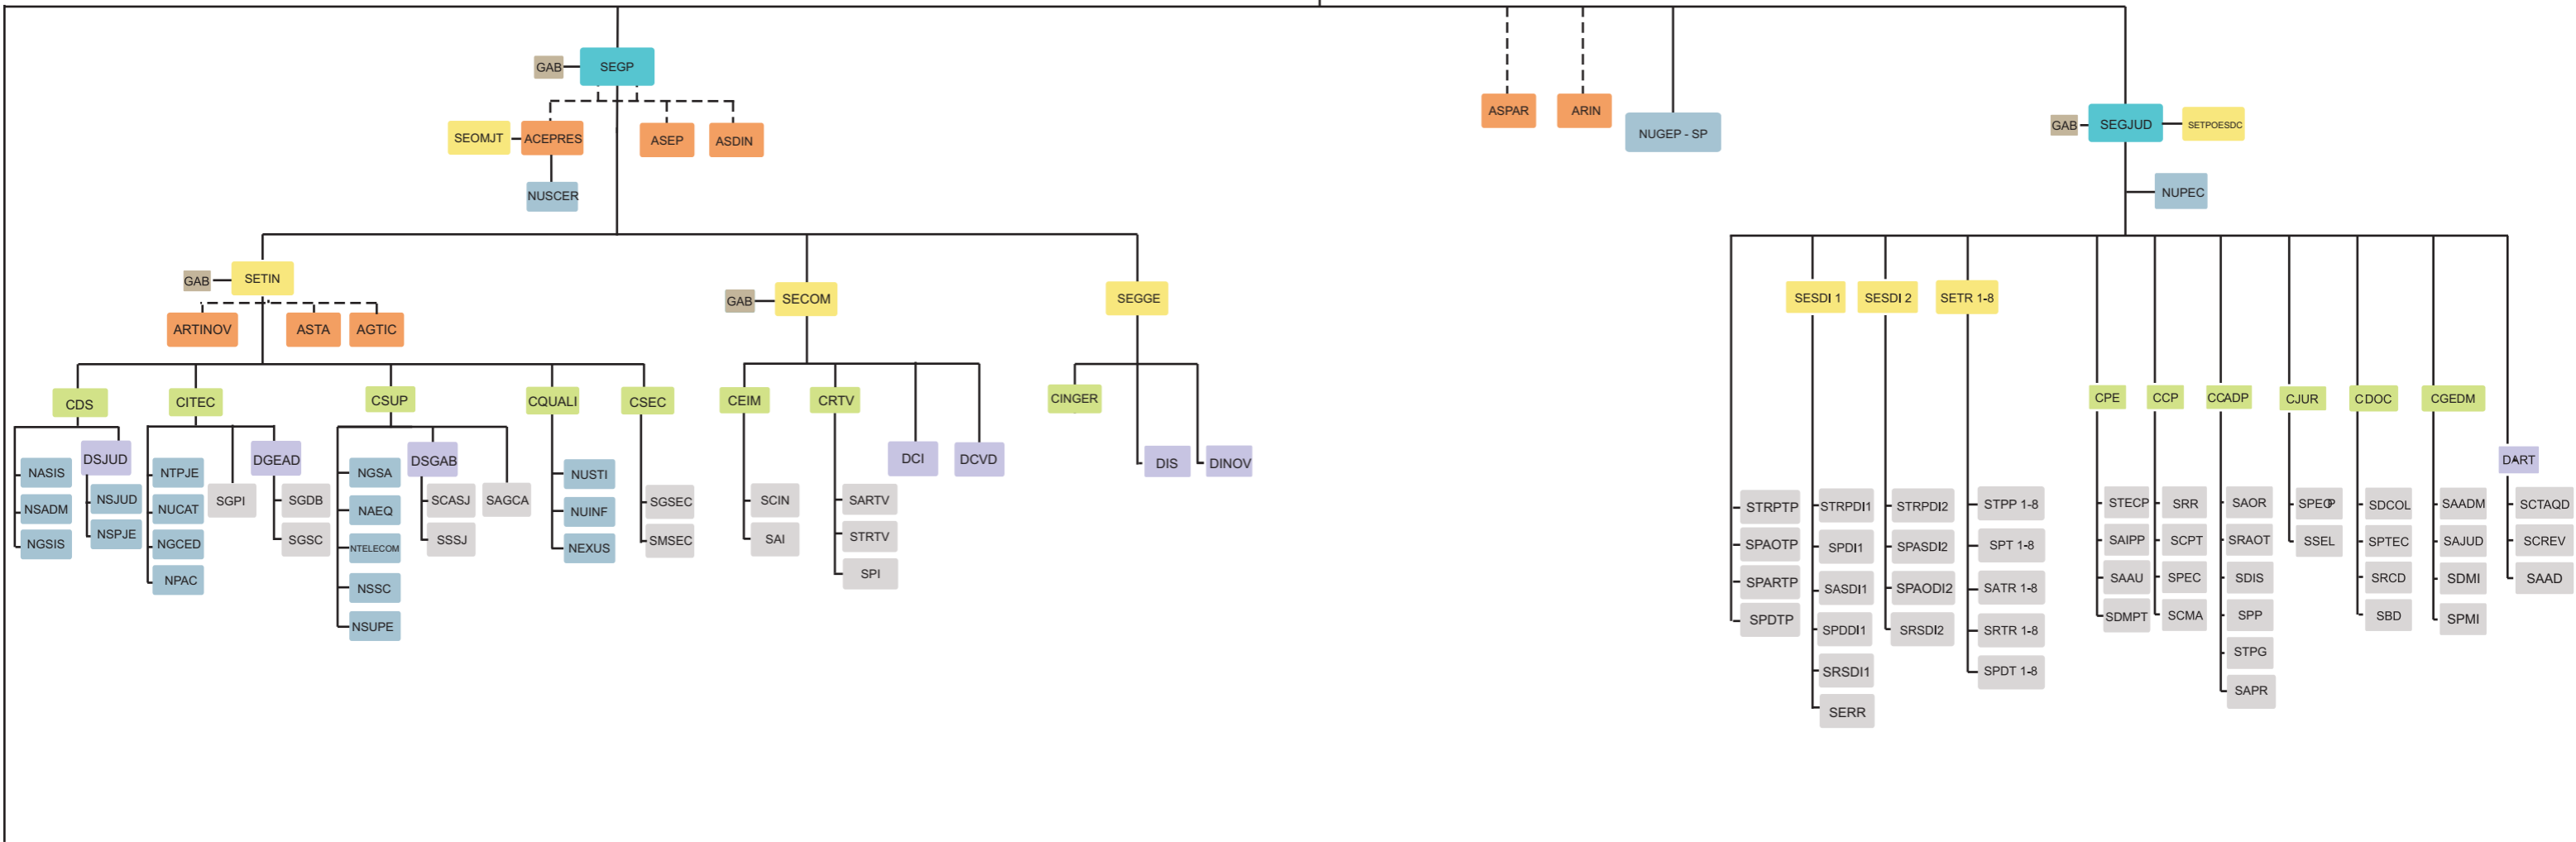 GAB
SEGP
SEOMJT
ACEPRES
ASEP
ASDIN
NUSCER
ASPAR
ARIN
NUGEP - SP
GAB
SEGJUD
SETPOESDC
NUPEC
GAB
SETIN
ARTINOV
ASTA
AGTIC
GAB
SECOM
SEGGE
CDS
CITEC
CSUP
CQUALI
CSEC
CEIM
CRTV
CINGER
NASIS
NSADM
NGSIS
DSJUD
NSJUD
NSPJE
NTPJE
NUCAT
NGCED
NPAC
SGPI
DGEAD
SGDB
SGSC
NGSA
NAEQ
NTELECOM
NSSC
NSUPE
DSGAB
SCASJ
SSSJ
SAGCA
NUSTI
NUINF
NEXUS
SGSEC
SMSEC
SCIN
SAI
SARTV
STRTV
SPI
DCI
DCVD
DIS
DINOV
SESDI 1
SESDI 2
SETR 1-8
CPE
CCP
CCADP
CJUR
CDOC
CGEDM
DART
STRPTP
SPAOTP
SPARTP
SPDTP
STRPDI1
SPDI1
SASDI1
SPDDI1
SRSDI1
SERR
STRPDI2
SPASDI2
SPAODI2
SRSDI2
STPP 1-8
SPT 1-8
SATR 1-8
SRTR 1-8
SPDT 1-8
STECP
SAIPP
SAAU
SDMPT
SRR
SCPT
SPEC
SCMA
SAOR
SRAOT
SDIS
SPP
STPG
SAPR
SSEL
SDCOL
SPTEC
SRCD
SBD
SAADM
SAJUD
SDMI
SPMI
SCTAQD
SCREV
SAAD